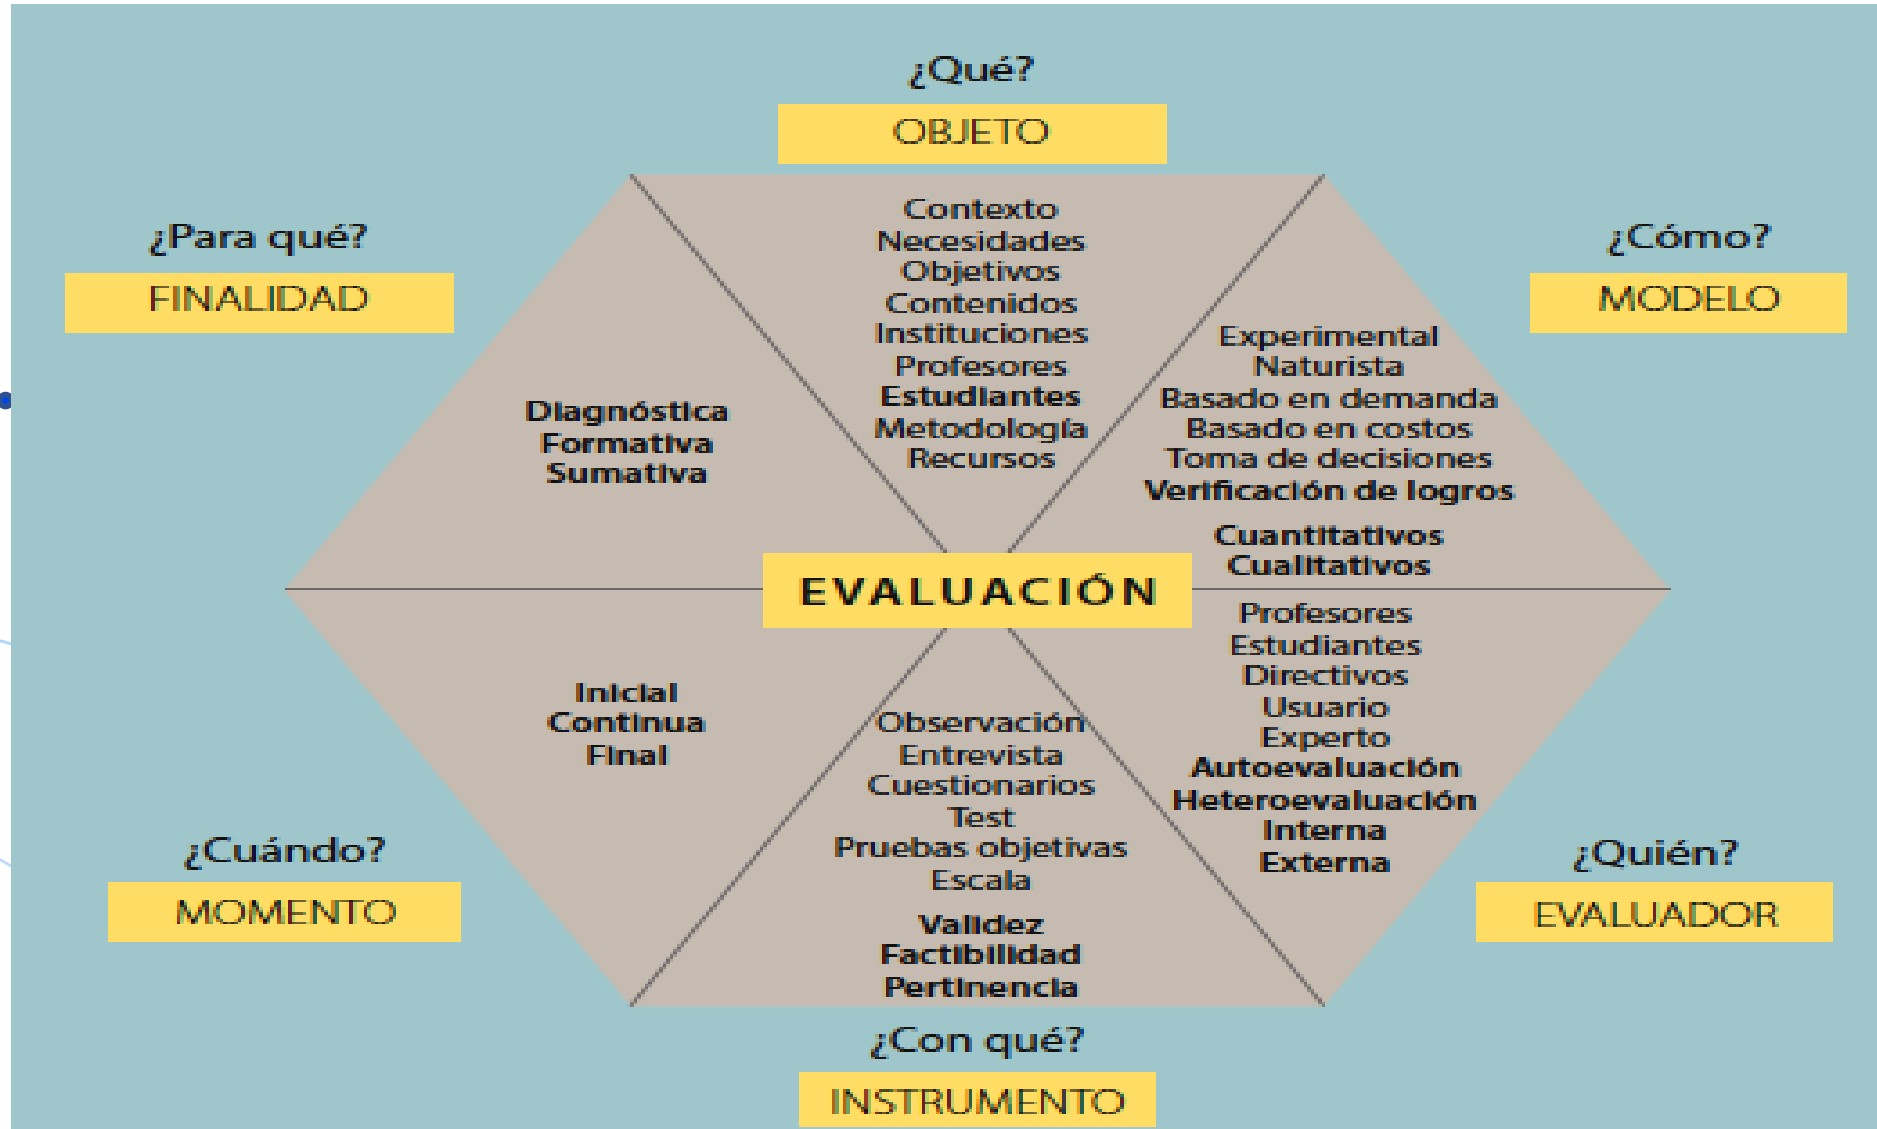 ¿Qué?
OBJETO
Contexto
Necesidades
Objetivos
Contenidos
Instituciones
Profesores
Estudiantes
Metodología
Recursos
¿Cómo?
MODELO
Experimental
Naturista
Basado en demanda
Basado en costos
Toma de decisiones
Verificación de logros
Cuantitativos
Cualitativos
¿Para qué?
FINALIDAD
Diagnóstica
Formativa
Sumativa
EVALUACIÓN
Profesores
Estudiantes
Directivos
Usuario
Experto
Autoevaluación
Heteroevaluación
Interna
Externa
¿Quién?
EVALUADOR
Inicial
Continua
Final
¿Cuándo?
MOMENTO
Observación
Entrevista
Cuestionarios
Test
Pruebas objetivas
Escala
Validez
Factibilidad
Pertinencia
¿Con qué?
INSTRUMENTO